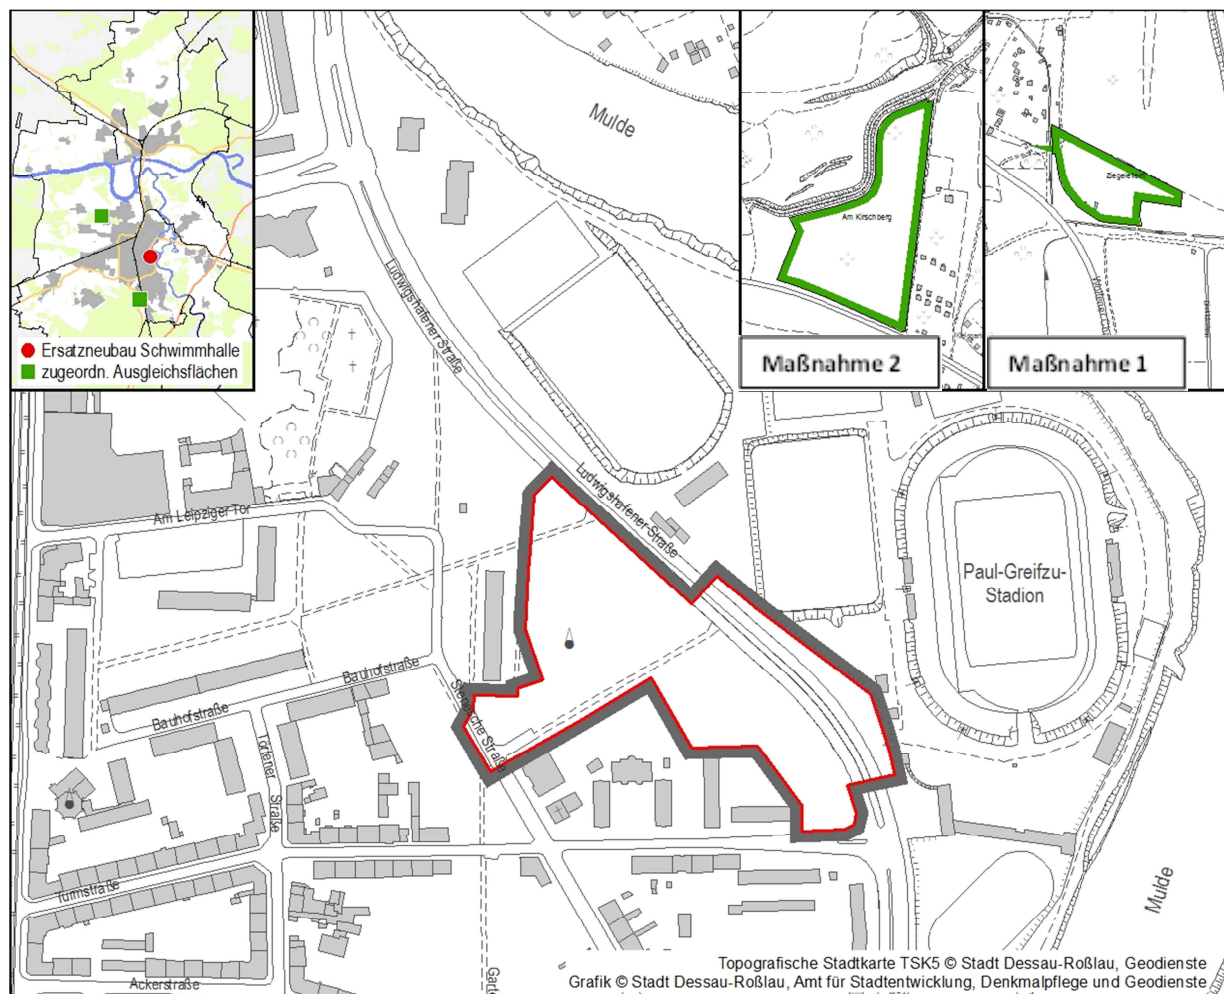 Ersatzneubau Schwimmhalle
zugeordn. Ausgleichsflächen
Mulde
Am Kirschberg
Maßnahme 2
Maßnahme 1
Ludwigshafener Straße
Ludwigshafener Straße
Am Leipziger Tor
Paul-Greifzu-
Stadion
Bauhofstraße
Bauhofstraße
Straße
Törtener
Straße
Turmstraße
Ackerstraße
Mulde
Topografische Stadtkarte TSK5 © Stadt Dessau-Roßlau, Geodienste
Grafik © Stadt Dessau-Roßlau, Amt für Stadtentwicklung, Denkmalpflege und Geodienste